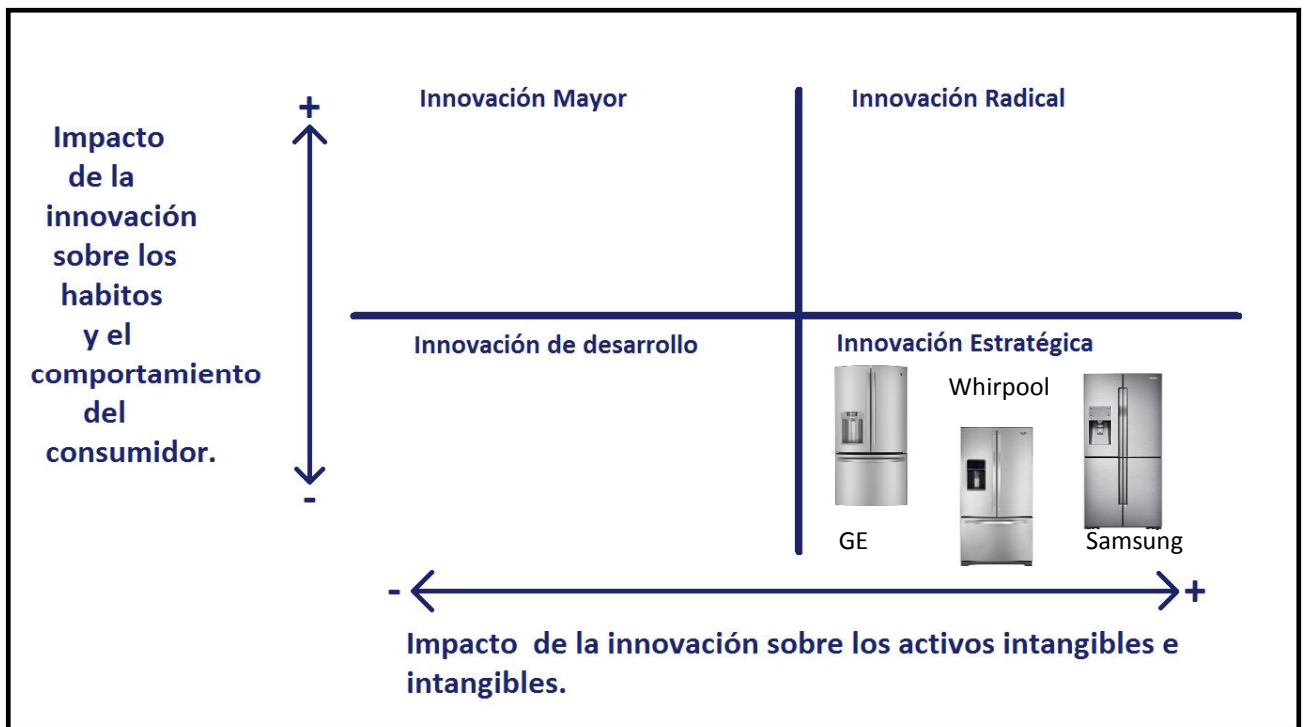 Innovación Mayor
Innovación Radical
+
Impacto
de la
innovación
sobre los
habitos
y el
comportamiento
del
consumidor.
-
Innovación de desarrollo
Innovación Estratégica
Whirpool
GE
Samsung
-
+
Impacto de la innovación sobre los activos intangibles e
intangibles.